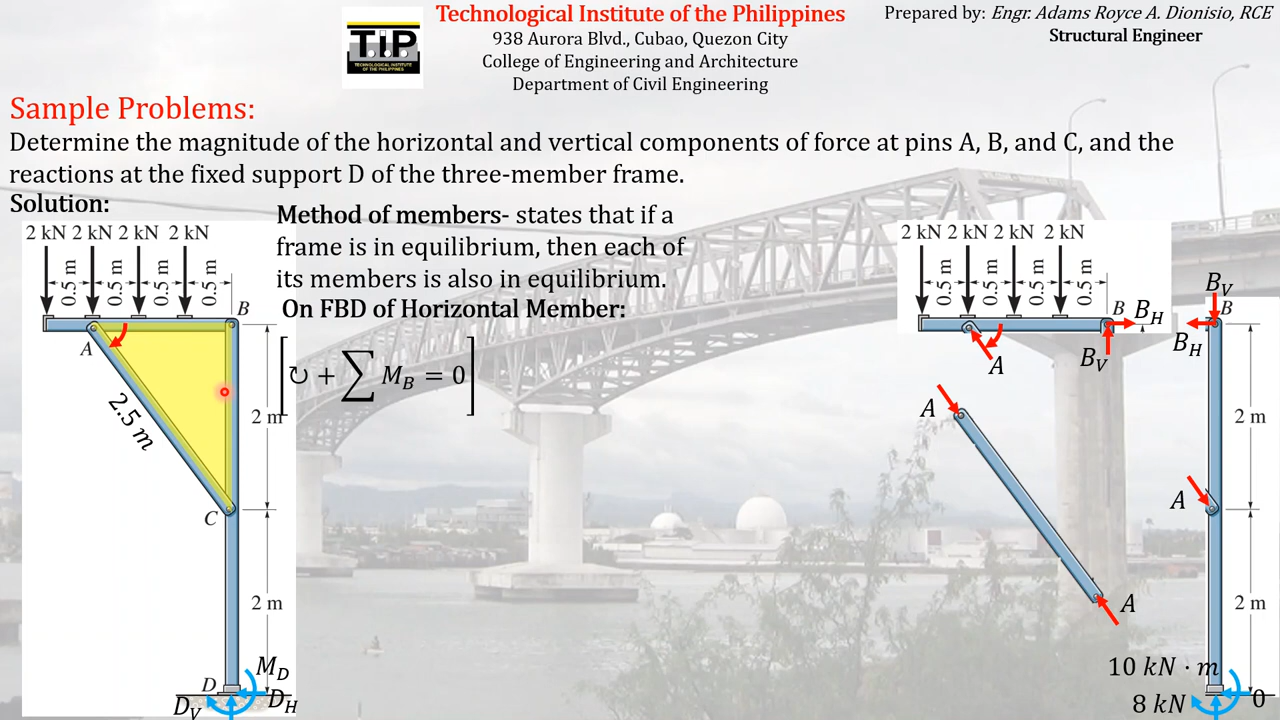 Technological Institute of the Philippines
938 Aurora Blvd., Cubao, Quezon City
College of Engineering and Architecture
Department of Civil Engineering
Prepared by: Engr. Adams Royce A. Dionisio, RCE
Structural Engineer
TiP
TECHNOLOGICAL INSTITUTE
OF THE PHILIPPINES
Sample Problems:
Determine the magnitude of the horizontal and vertical components of force at pins A, B, and C, and the
reactions at the fixed support D of the three-member frame.
Solution:
2 kN 2 kN 2 kN 2 kN
0.5 m 0.5 m 0.5 m 0.5 m
B
A
2.5 m
2 m
C
2 m
D
M_D
D_H
D_V
Method of members- states that if a
frame is in equilibrium, then each of
its members is also in equilibrium.
On FBD of Horizontal Member:
[↻ + ∑ M_B = 0]
2 kN 2 kN 2 kN 2 kN
0.5 m 0.5 m 0.5 m 0.5 m
B B_H
A
B_V
A
A
B_V
B
B_H
2 m
A
2 m
10 kN · m
8 kN
0